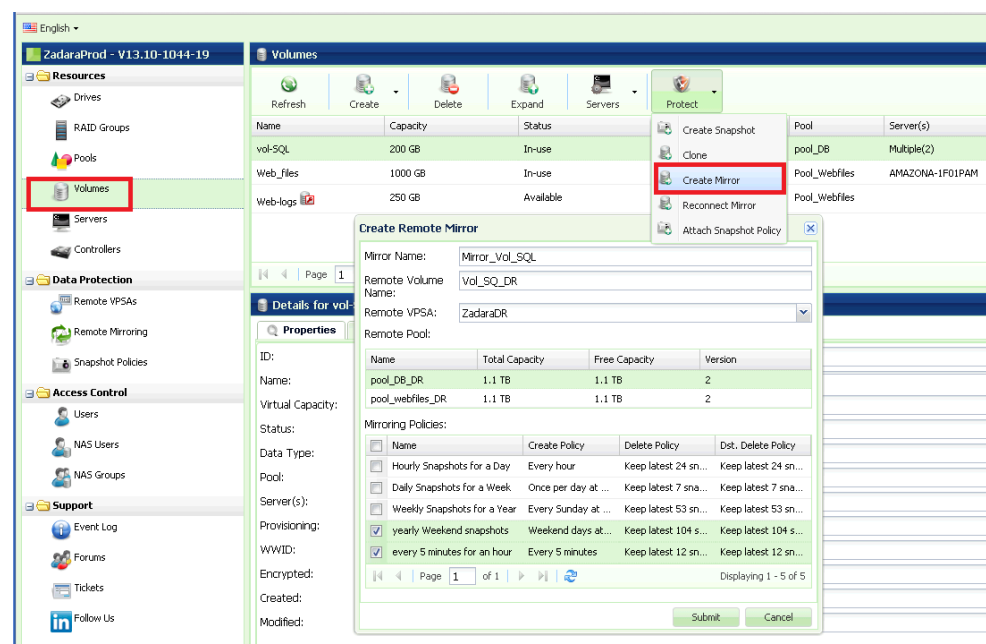 English
ZadaraProd - V13.10-1044-19
Resources
Drives
RAID Groups
Pools
Volumes
Servers
Controllers
Data Protection
Remote VPSAs
Remote Mirroring
Snapshot Policies
Access Control
Users
NAS Users
NAS Groups
Support
Event Log
Forums
Tickets
Follow Us
Volumes
Refresh Create Delete Expand Servers Protect
Name Capacity Status Pool Server(s)
vol-SQL 200 GB In-use pool_DB Multiple(2)
Web_files 1000 GB In-use Pool_Webfiles AMAZONA-1F01PAM
Web-logs 250 GB Available Pool_Webfiles
Create Snapshot
Clone
Create Mirror
Reconnect Mirror
Attach Snapshot Policy
Page 1
Details for vol-
Properties
ID:
Name:
Virtual Capacity:
Status:
Data Type:
Pool:
Server(s):
Provisioning:
WWID:
Encrypted:
Created:
Modified:
Create Remote Mirror
Mirror Name: Mirror_Vol_SQL
Remote Volume Name: Vol_SQ_DR
Remote VPSA: ZadaraDR
Remote Pool:
Name Total Capacity Free Capacity Version
pool_DB_DR 1.1 TB 1.1 TB 2
pool_webfiles_DR 1.1 TB 1.1 TB 2
Mirroring Policies:
Name Create Policy Delete Policy Dst. Delete Policy
Hourly Snapshots for a Day Every hour Keep latest 24 sn... Keep latest 24 sn...
Daily Snapshots for a Week Once per day at ... Keep latest 7 sna... Keep latest 7 sna...
Weekly Snapshots for a Year Every Sunday at ... Keep latest 53 sn... Keep latest 53 sn...
yearly Weekend snapshots Weekend days at... Keep latest 104 s... Keep latest 104 s...
every 5 minutes for an hour Every 5 minutes Keep latest 12 sn... Keep latest 12 sn...
Page 1 of 1 Displaying 1 - 5 of 5
Submit Cancel